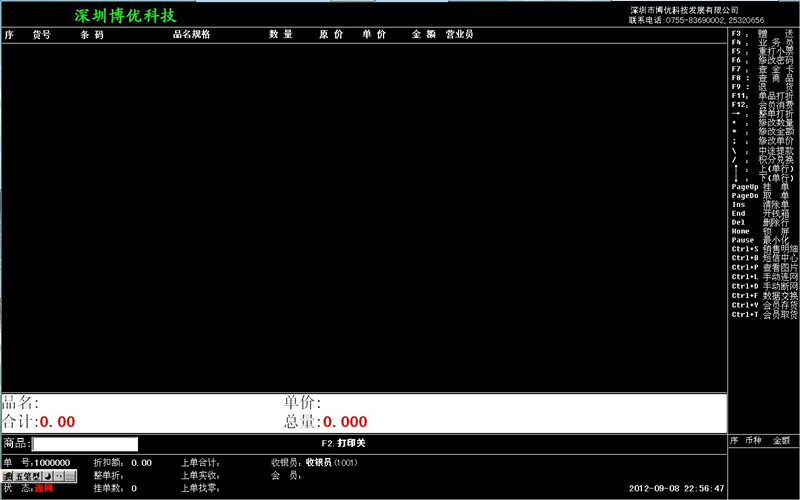 深圳博优科技
深圳市博优科技发展有限公司
联系电话:0755-83690002, 25320656
序 货号 条 码 品名规格 数 量 原 价 单 价 金 额 营业员
F3 : 赠 送
F4 : 业 务 员
F5 : 重打小票
F6 : 修改密码
F7 : 查 金 卡
F8 : 查 商 品
F9 : 退 货
F11: 单品打折
F12: 会员消费
→ : 整单打折
+ : 修改数量
* : 修改金额
; : 修改单价
\ : 中途提款
/ : 积分兑换
↑ : 上(单行)
↓ : 下(单行)
PageUp 挂 单
PageDo 取 单
Ins 清除单
End 开钱箱
Del 删除行
Home 锁 屏
Pause 最小化
Ctrl+S 销售明细
Ctrl+B 短信中心
Ctrl+P 查看图片
Ctrl+L 手动连网
Ctrl+D 手动断网
Ctrl+F 数据交换
Ctrl+Y 会员存货
Ctrl+T 会员取货
品名: 单价:
合计:0.00 总量:0.000
商品: F2.打印关
序 币种 金额
单 号:1000000 折扣额: 0.00 上单合计: 收银员:收银员(1001)
五笔型 整单折: 上单实收: 会 员:
状 态:连网 挂单数: 0 上单找零: 2012-09-08 22:56:47